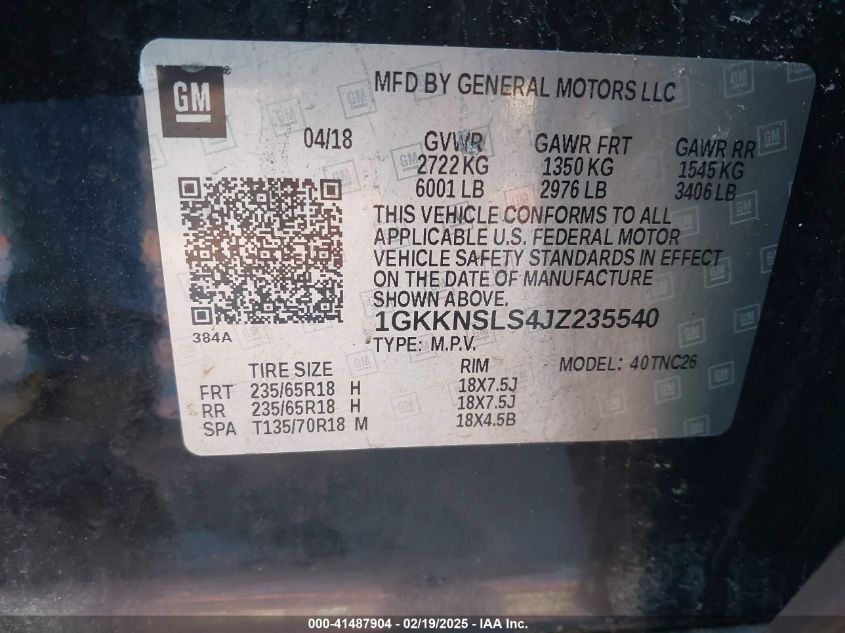 GM
MFD BY GENERAL MOTORS LLC
04/18 GVWR GAWR FRT GAWR RR
2722 KG 1350 KG 1545 KG
6001 LB 2976 LB 3406 LB
THIS VEHICLE CONFORMS TO ALL
APPLICABLE U.S. FEDERAL MOTOR
VEHICLE SAFETY STANDARDS IN EFFECT
ON THE DATE OF MANUFACTURE
SHOWN ABOVE.
384A
1GKKNSLS4JZ235540
TYPE: M.P.V.
TIRE SIZE RIM MODEL: 40TNC26
FRT 235/65R18 H 18X7.5J
RR 235/65R18 H 18X7.5J
SPA T135/70R18 M 18X4.5B
000-41487904 - 02/19/2025 - IAA Inc.